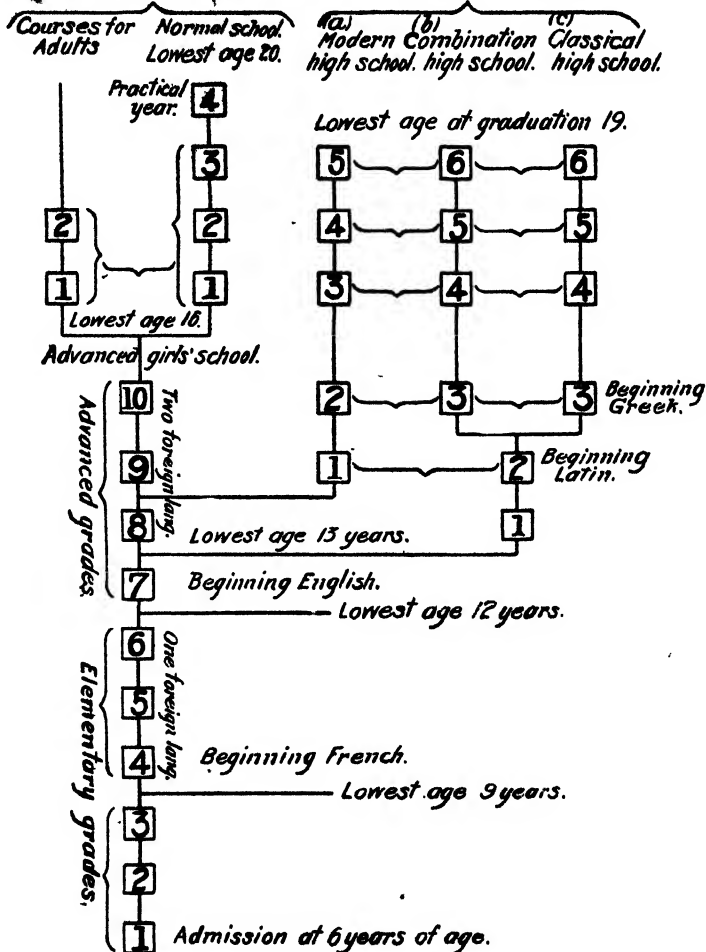 Courses for Adults
Normal school.
Lowest age 20.
(a) Modern high school.
(b) Combination high school.
(c) Classical high school.
Practical year.
4
Lowest age at graduation 19.
3
5
6
6
2
2
4
5
5
1
1
3
4
4
Lowest age 16.
Advanced girls' school.
10
2
3
3
Beginning Greek.
9
1
2
Beginning Latin.
8
Lowest age 13 years.
1
7
Beginning English.
Two foreign lang.
Advanced grades.
Lowest age 12 years.
6
5
4
Beginning French.
One foreign lang.
Lowest age 9 years.
3
2
1
Admission at 6 years of age.
Elementary grades,